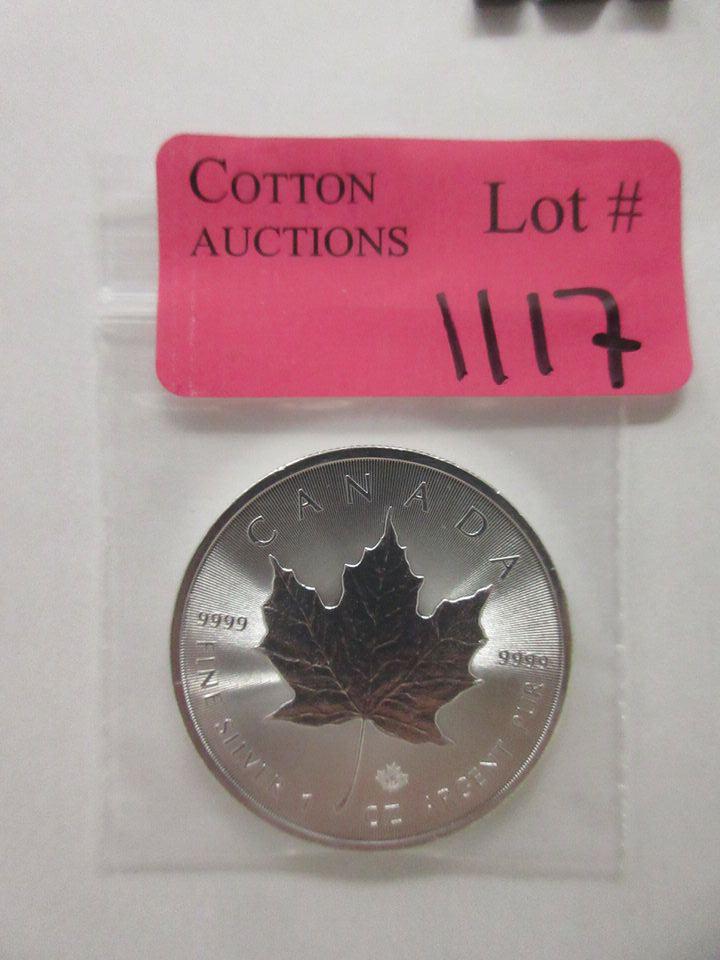 COTTON
AUCTIONS
Lot #
1117
CANADA
9999
9999
FINE SILVER 1 OZ ARGENT PUR